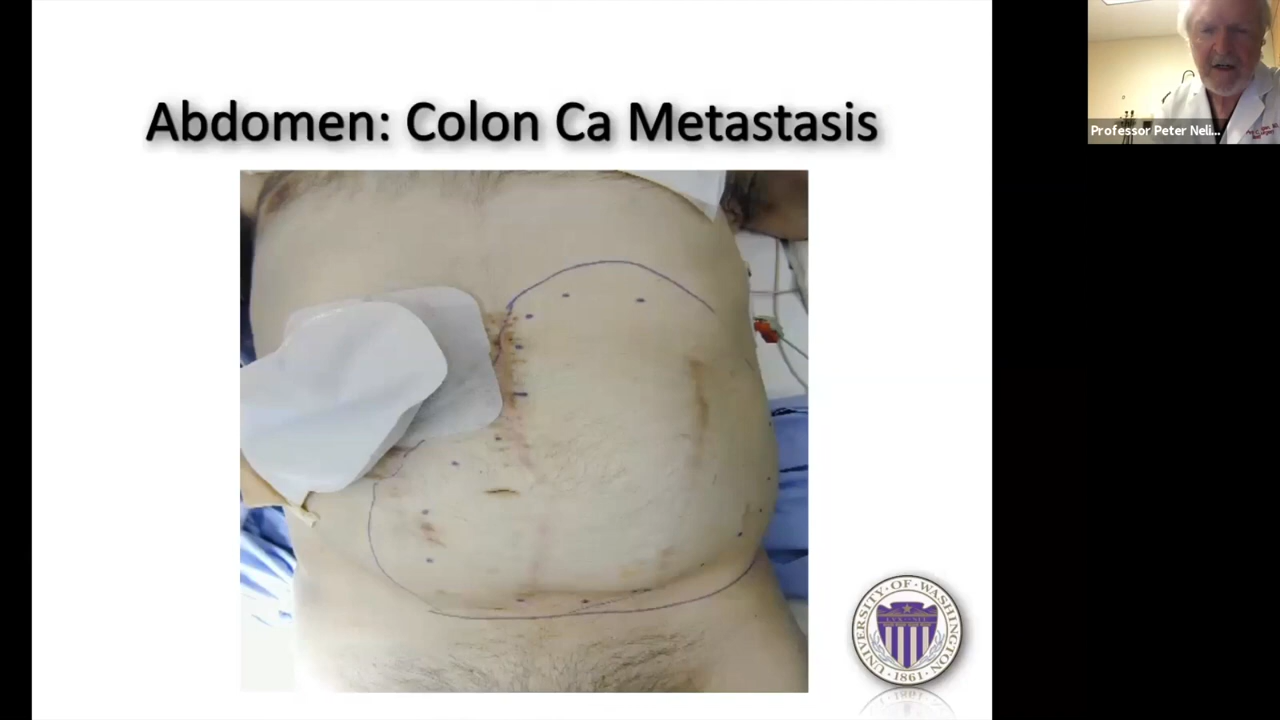 Abdomen: Colon Ca Metastasis
Professor Peter Neli...
UNIVERSITY · OF · WASHINGTON
1861